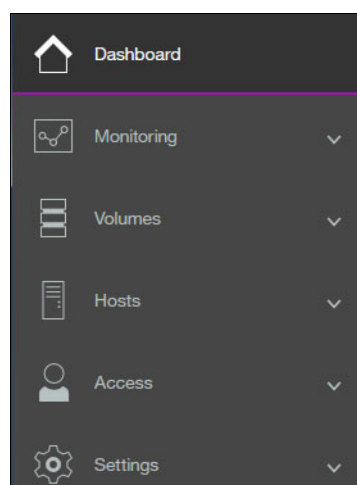 Dashboard
Monitoring
Volumes
Hosts
Access
Settings